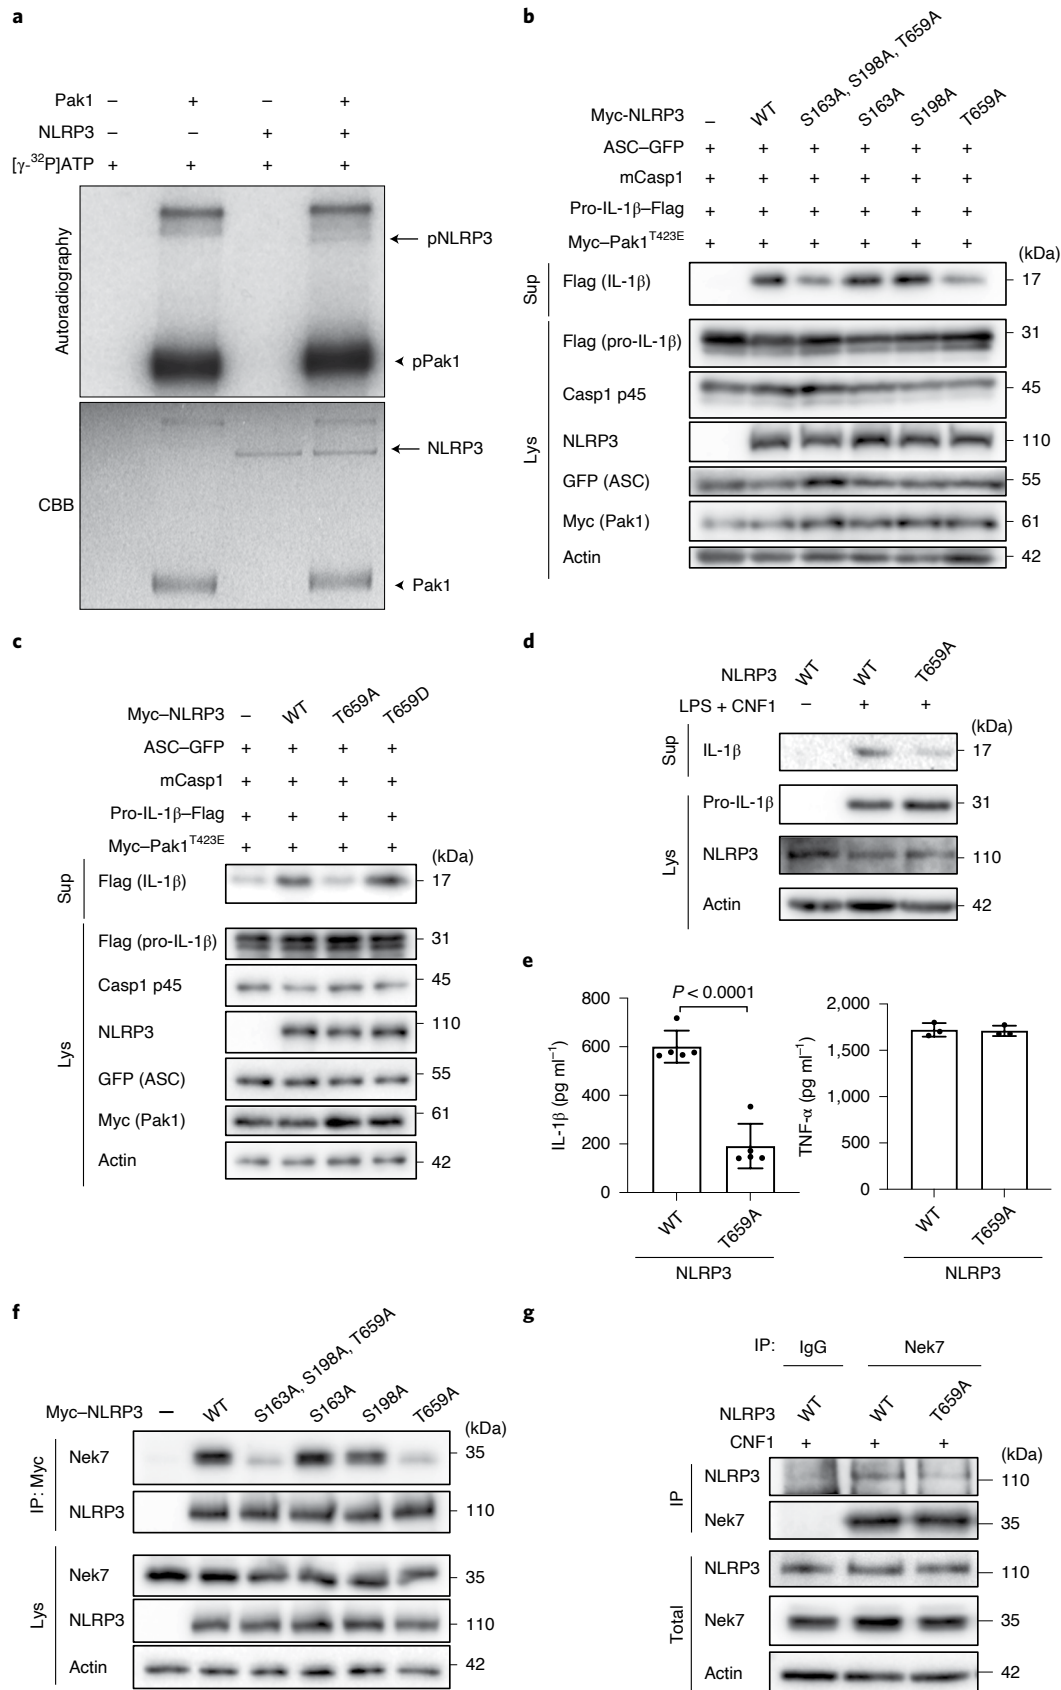 a
Pak1 – + – +
NLRP3 – – + +
[γ-³²P]ATP + + + +
Autoradiography
pNLRP3
pPak1
CBB
NLRP3
Pak1
b
Myc-NLRP3 – WT S163A, S198A, T659A S163A S198A T659A
ASC–GFP + + + + + +
mCasp1 + + + + + +
Pro-IL-1β–Flag + + + + + +
Myc–Pak1ᵀ⁴²³ᴱ + + + + + +
(kDa)
Sup
Flag (IL-1β) 17
Lys
Flag (pro-IL-1β) 31
Casp1 p45 45
NLRP3 110
GFP (ASC) 55
Myc (Pak1) 61
Actin 42
c
Myc–NLRP3 – WT T659A T659D
ASC–GFP + + + +
mCasp1 + + + +
Pro-IL-1β–Flag + + + +
Myc–Pak1ᵀ⁴²³ᴱ + + + +
(kDa)
Sup
Flag (IL-1β) 17
Lys
Flag (pro-IL-1β) 31
Casp1 p45 45
NLRP3 110
GFP (ASC) 55
Myc (Pak1) 61
Actin 42
d
NLRP3 WT WT T659A
LPS + CNF1 – + +
(kDa)
Sup
IL-1β 17
Lys
Pro-IL-1β 31
NLRP3 110
Actin 42
e
IL-1β (pg ml⁻¹)
800
600
400
200
0
P < 0.0001
WT T659A
NLRP3
TNF-α (pg ml⁻¹)
2,000
1,500
1,000
500
0
WT T659A
NLRP3
f
Myc–NLRP3 – WT S163A, S198A, T659A S163A S198A T659A
(kDa)
IP: Myc
Nek7 35
NLRP3 110
Lys
Nek7 35
NLRP3 110
Actin 42
g
IP: IgG Nek7
NLRP3 WT WT T659A
CNF1 + + +
(kDa)
IP
NLRP3 110
Nek7 35
Total
NLRP3 110
Nek7 35
Actin 42